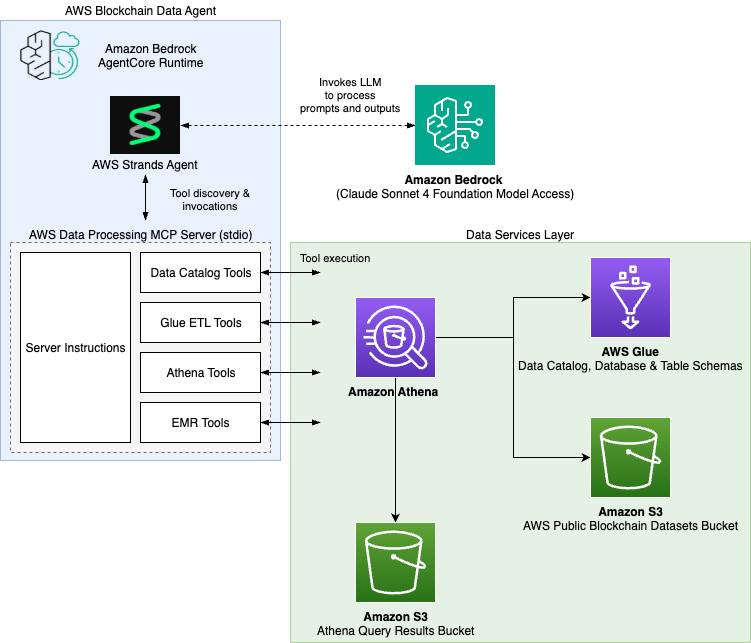 AWS Blockchain Data Agent
Amazon Bedrock
AgentCore Runtime
Invokes LLM
to process
prompts and outputs
AWS Strands Agent
Amazon Bedrock
(Claude Sonnet 4 Foundation Model Access)
Tool discovery &
invocations
AWS Data Processing MCP Server (stdio)
Data Services Layer
Server Instructions
Data Catalog Tools
Glue ETL Tools
Athena Tools
EMR Tools
Tool execution
Amazon Athena
AWS Glue
Data Catalog, Database & Table Schemas
Amazon S3
AWS Public Blockchain Datasets Bucket
Amazon S3
Athena Query Results Bucket